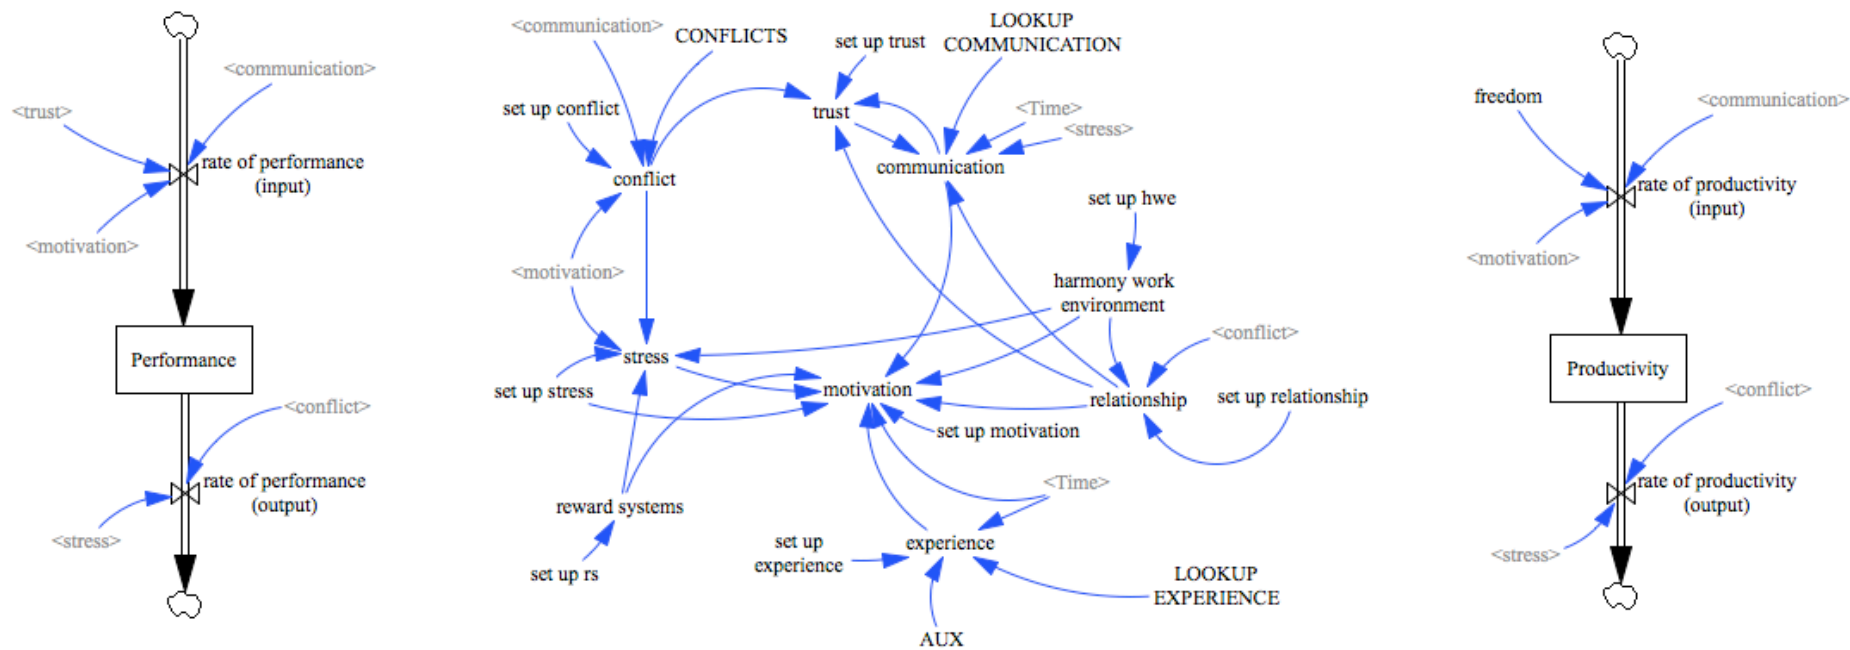 <communication>
<trust>
rate of performance
(input)
<motivation>
Performance
<conflict>
rate of performance
(output)
<stress>
<communication>
CONFLICTS
set up trust
LOOKUP
COMMUNICATION
set up conflict
trust
<Time>
<stress>
communication
conflict
set up hwe
<motivation>
harmony work
environment
<conflict>
stress
set up stress
motivation
relationship
set up relationship
set up motivation
<Time>
reward systems
set up
experience
experience
set up rs
LOOKUP
EXPERIENCE
AUX
freedom
<communication>
rate of productivity
(input)
<motivation>
Productivity
<conflict>
rate of productivity
(output)
<stress>